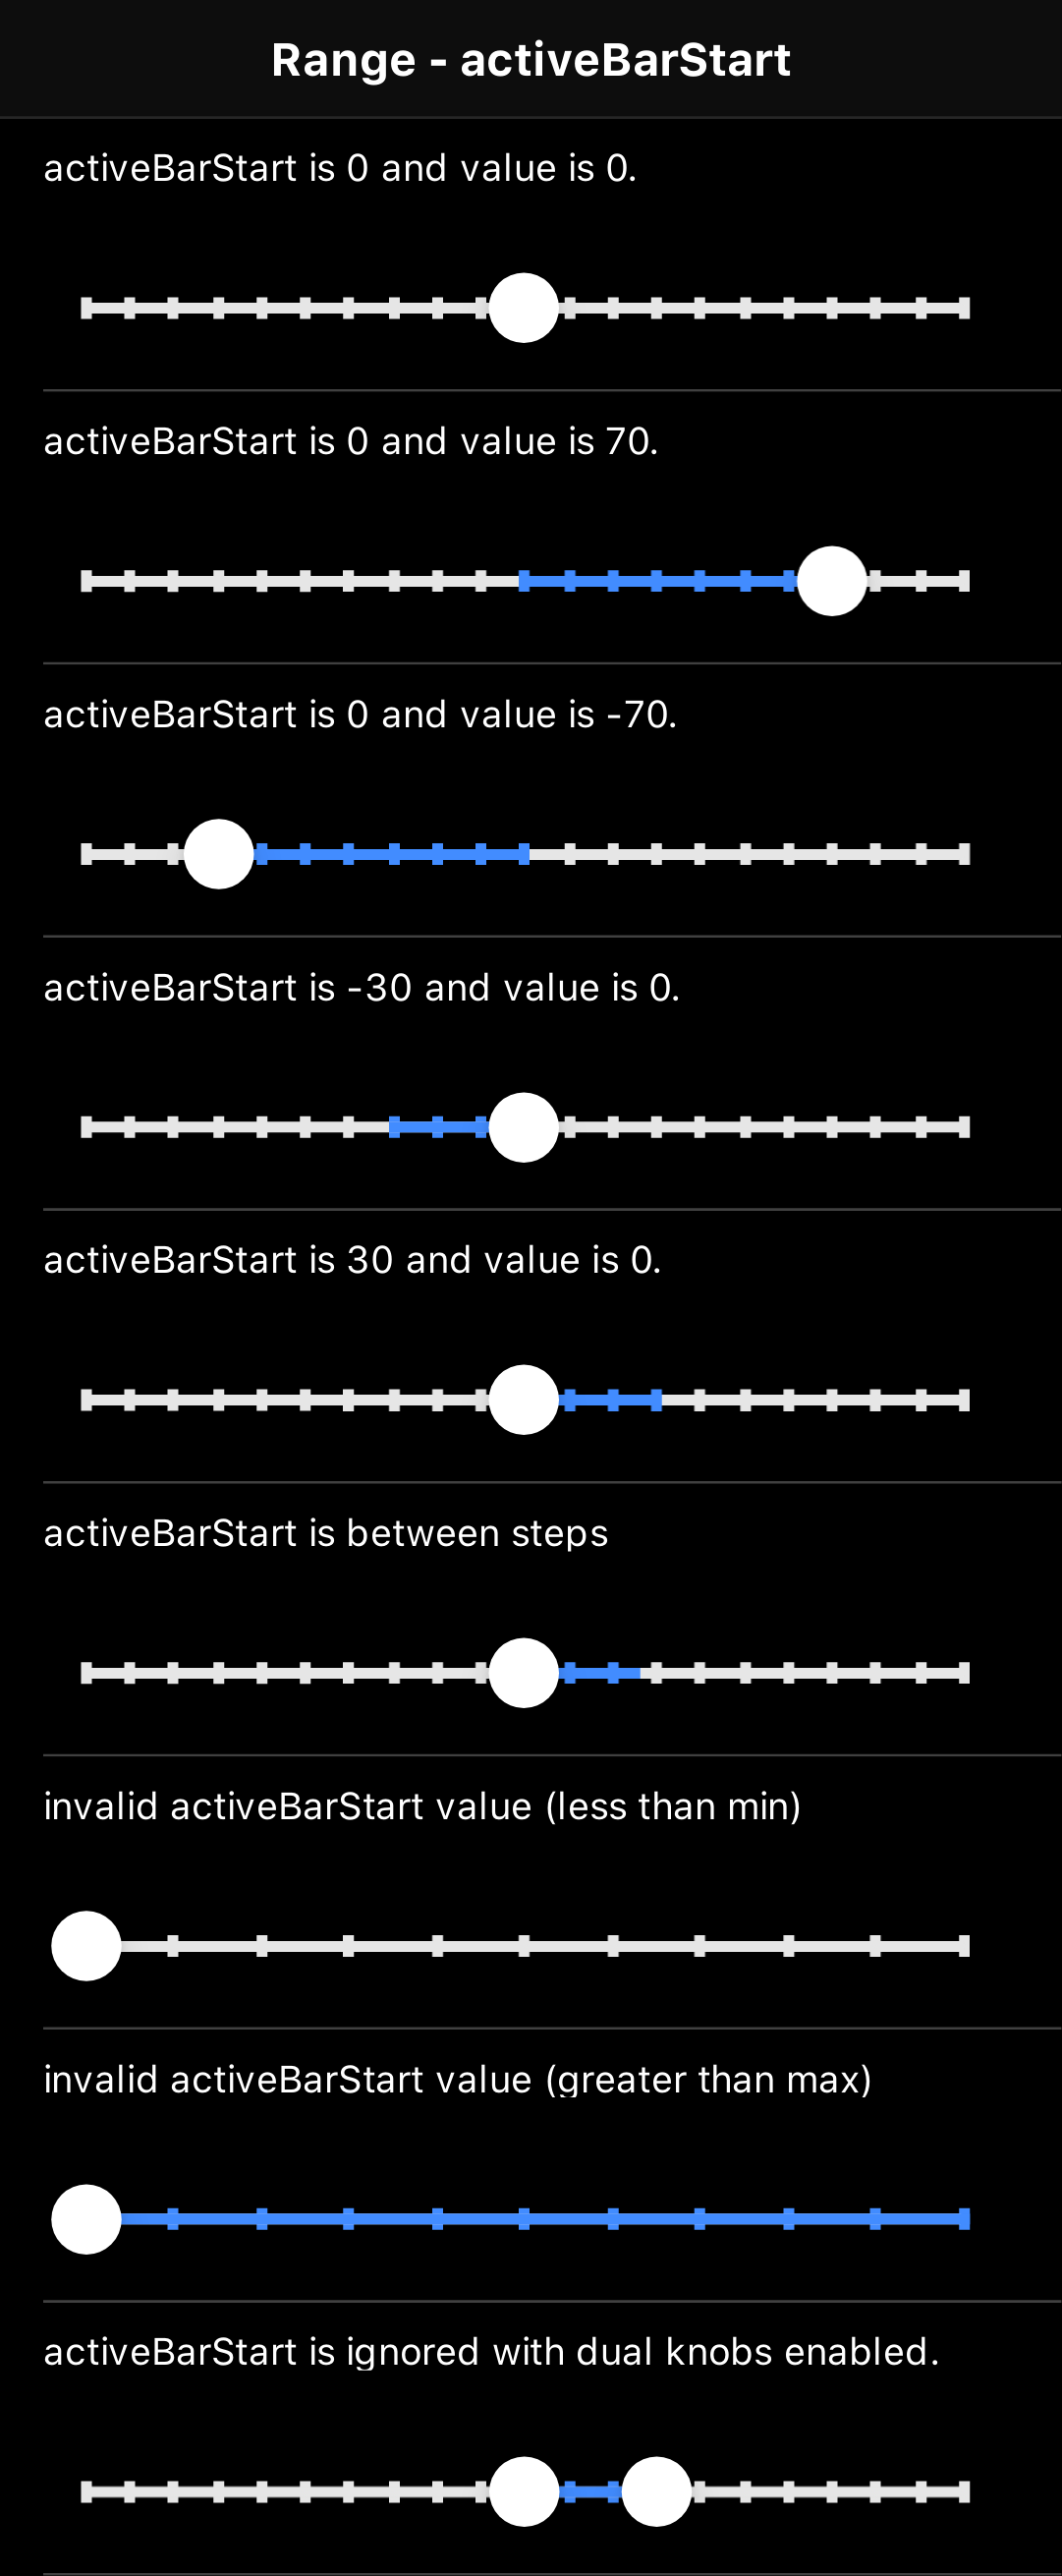 Range - activeBarStart
activeBarStart is 0 and value is 0.
activeBarStart is 0 and value is 70.
activeBarStart is 0 and value is -70.
activeBarStart is -30 and value is 0.
activeBarStart is 30 and value is 0.
activeBarStart is between steps
invalid activeBarStart value (less than min)
invalid activeBarStart value (greater than max)
activeBarStart is ignored with dual knobs enabled.